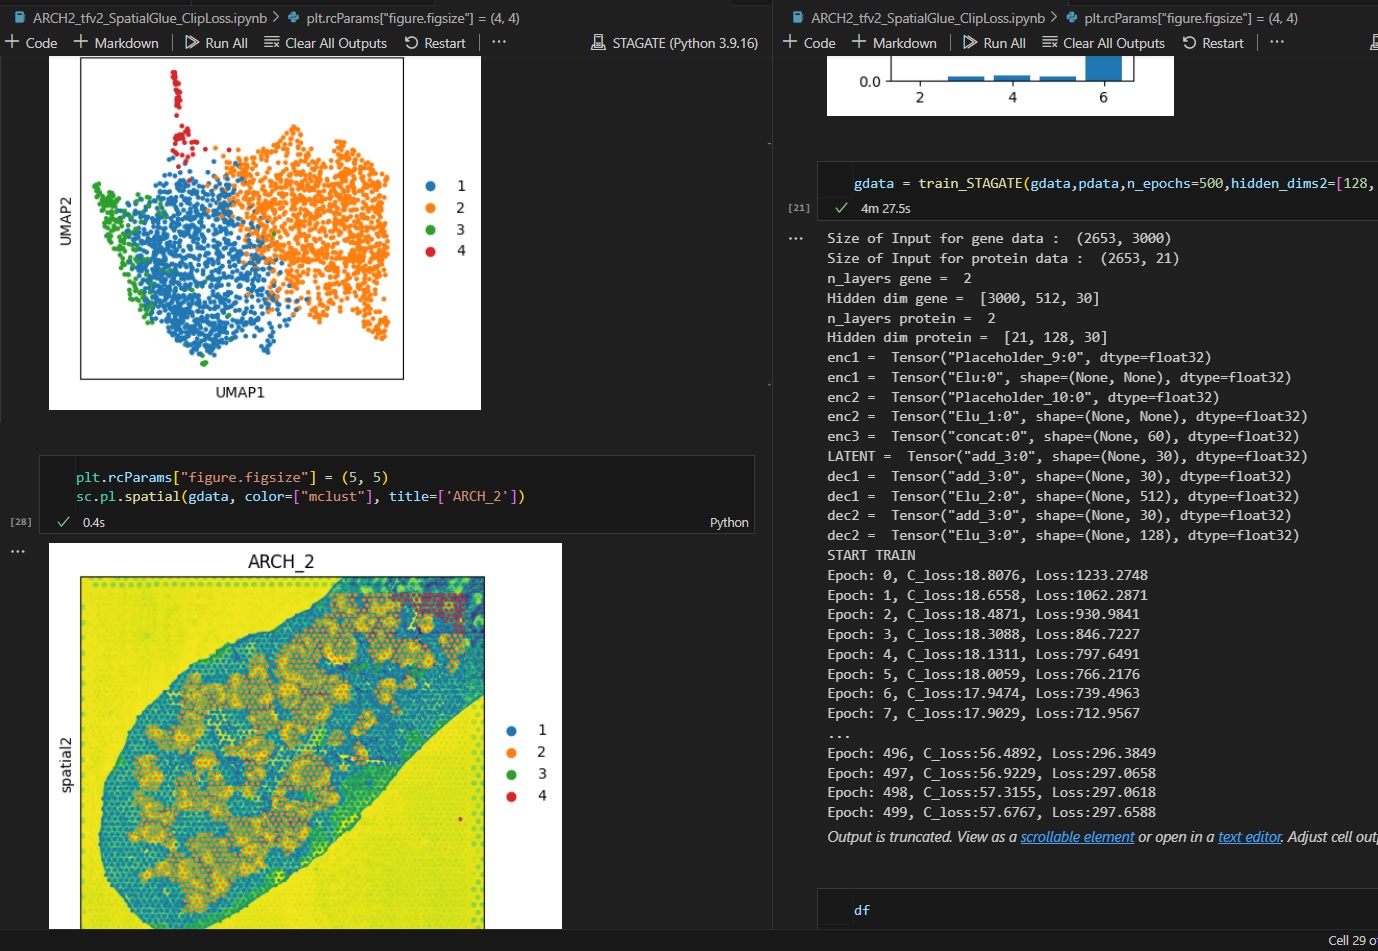 ARCH2_tfv2_SpatialGlue_ClipLoss.ipynb > plt.rcParams["figure.figsize"] = (4, 4)
+ Code + Markdown Run All Clear All Outputs Restart ... STAGATE (Python 3.9.16)
UMAP2
1
2
3
4
UMAP1
plt.rcParams["figure.figsize"] = (5, 5)
sc.pl.spatial(gdata, color=["mclust"], title=['ARCH_2'])
[28] 0.4s Python
...
ARCH_2
spatial2
1
2
3
4
ARCH2_tfv2_SpatialGlue_ClipLoss.ipynb > plt.rcParams["figure.figsize"] = (4, 4)
+ Code + Markdown Run All Clear All Outputs Restart ...
0.0
2 4 6
gdata = train_STAGATE(gdata,pdata,n_epochs=500,hidden_dims2=[128,
[21] 4m 27.5s
...
Size of Input for gene data :  (2653, 3000)
Size of Input for protein data :  (2653, 21)
n_layers gene =  2
Hidden dim gene =  [3000, 512, 30]
n_layers protein =  2
Hidden dim protein =  [21, 128, 30]
enc1 =  Tensor("Placeholder_9:0", dtype=float32)
enc1 =  Tensor("Elu:0", shape=(None, None), dtype=float32)
enc2 =  Tensor("Placeholder_10:0", dtype=float32)
enc2 =  Tensor("Elu_1:0", shape=(None, None), dtype=float32)
enc3 =  Tensor("concat:0", shape=(None, 60), dtype=float32)
LATENT =  Tensor("add_3:0", shape=(None, 30), dtype=float32)
dec1 =  Tensor("add_3:0", shape=(None, 30), dtype=float32)
dec1 =  Tensor("Elu_2:0", shape=(None, 512), dtype=float32)
dec2 =  Tensor("add_3:0", shape=(None, 30), dtype=float32)
dec2 =  Tensor("Elu_3:0", shape=(None, 128), dtype=float32)
START TRAIN
Epoch: 0, C_loss:18.8076, Loss:1233.2748
Epoch: 1, C_loss:18.6558, Loss:1062.2871
Epoch: 2, C_loss:18.4871, Loss:930.9841
Epoch: 3, C_loss:18.3088, Loss:846.7227
Epoch: 4, C_loss:18.1311, Loss:797.6491
Epoch: 5, C_loss:18.0059, Loss:766.2176
Epoch: 6, C_loss:17.9474, Loss:739.4963
Epoch: 7, C_loss:17.9029, Loss:712.9567
...
Epoch: 496, C_loss:56.4892, Loss:296.3849
Epoch: 497, C_loss:56.9229, Loss:297.0658
Epoch: 498, C_loss:57.3155, Loss:297.0618
Epoch: 499, C_loss:57.6767, Loss:297.6588
Output is truncated. View as a scrollable element or open in a text editor. Adjust cell out
df
Cell 29 o